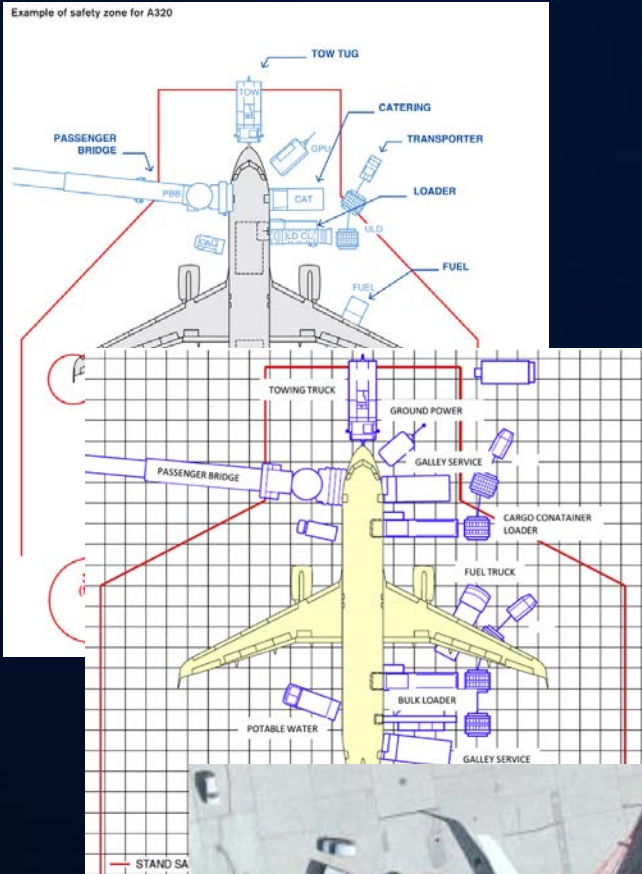 Example of safety zone for A320
TOW TUG
TOW
CATERING
PASSENGER
BRIDGE
GPU
TRANSPORTER
PBB
CAT
LOADER
ULD
FUEL
FUEL
TOWING TRUCK
GROUND POWER
GALLEY SERVICE
PASSENGER BRIDGE
CARGO CONATAINER
LOADER
FUEL TRUCK
BULK LOADER
POTABLE WATER
GALLEY SERVICE
STAND SA